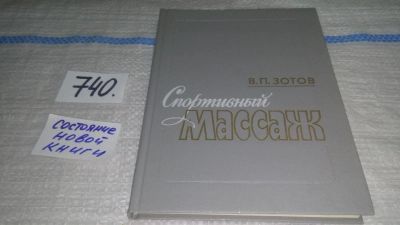 740.
состояние
новой
книги
В.П. ЗОТОВ
Спортивный
массаж